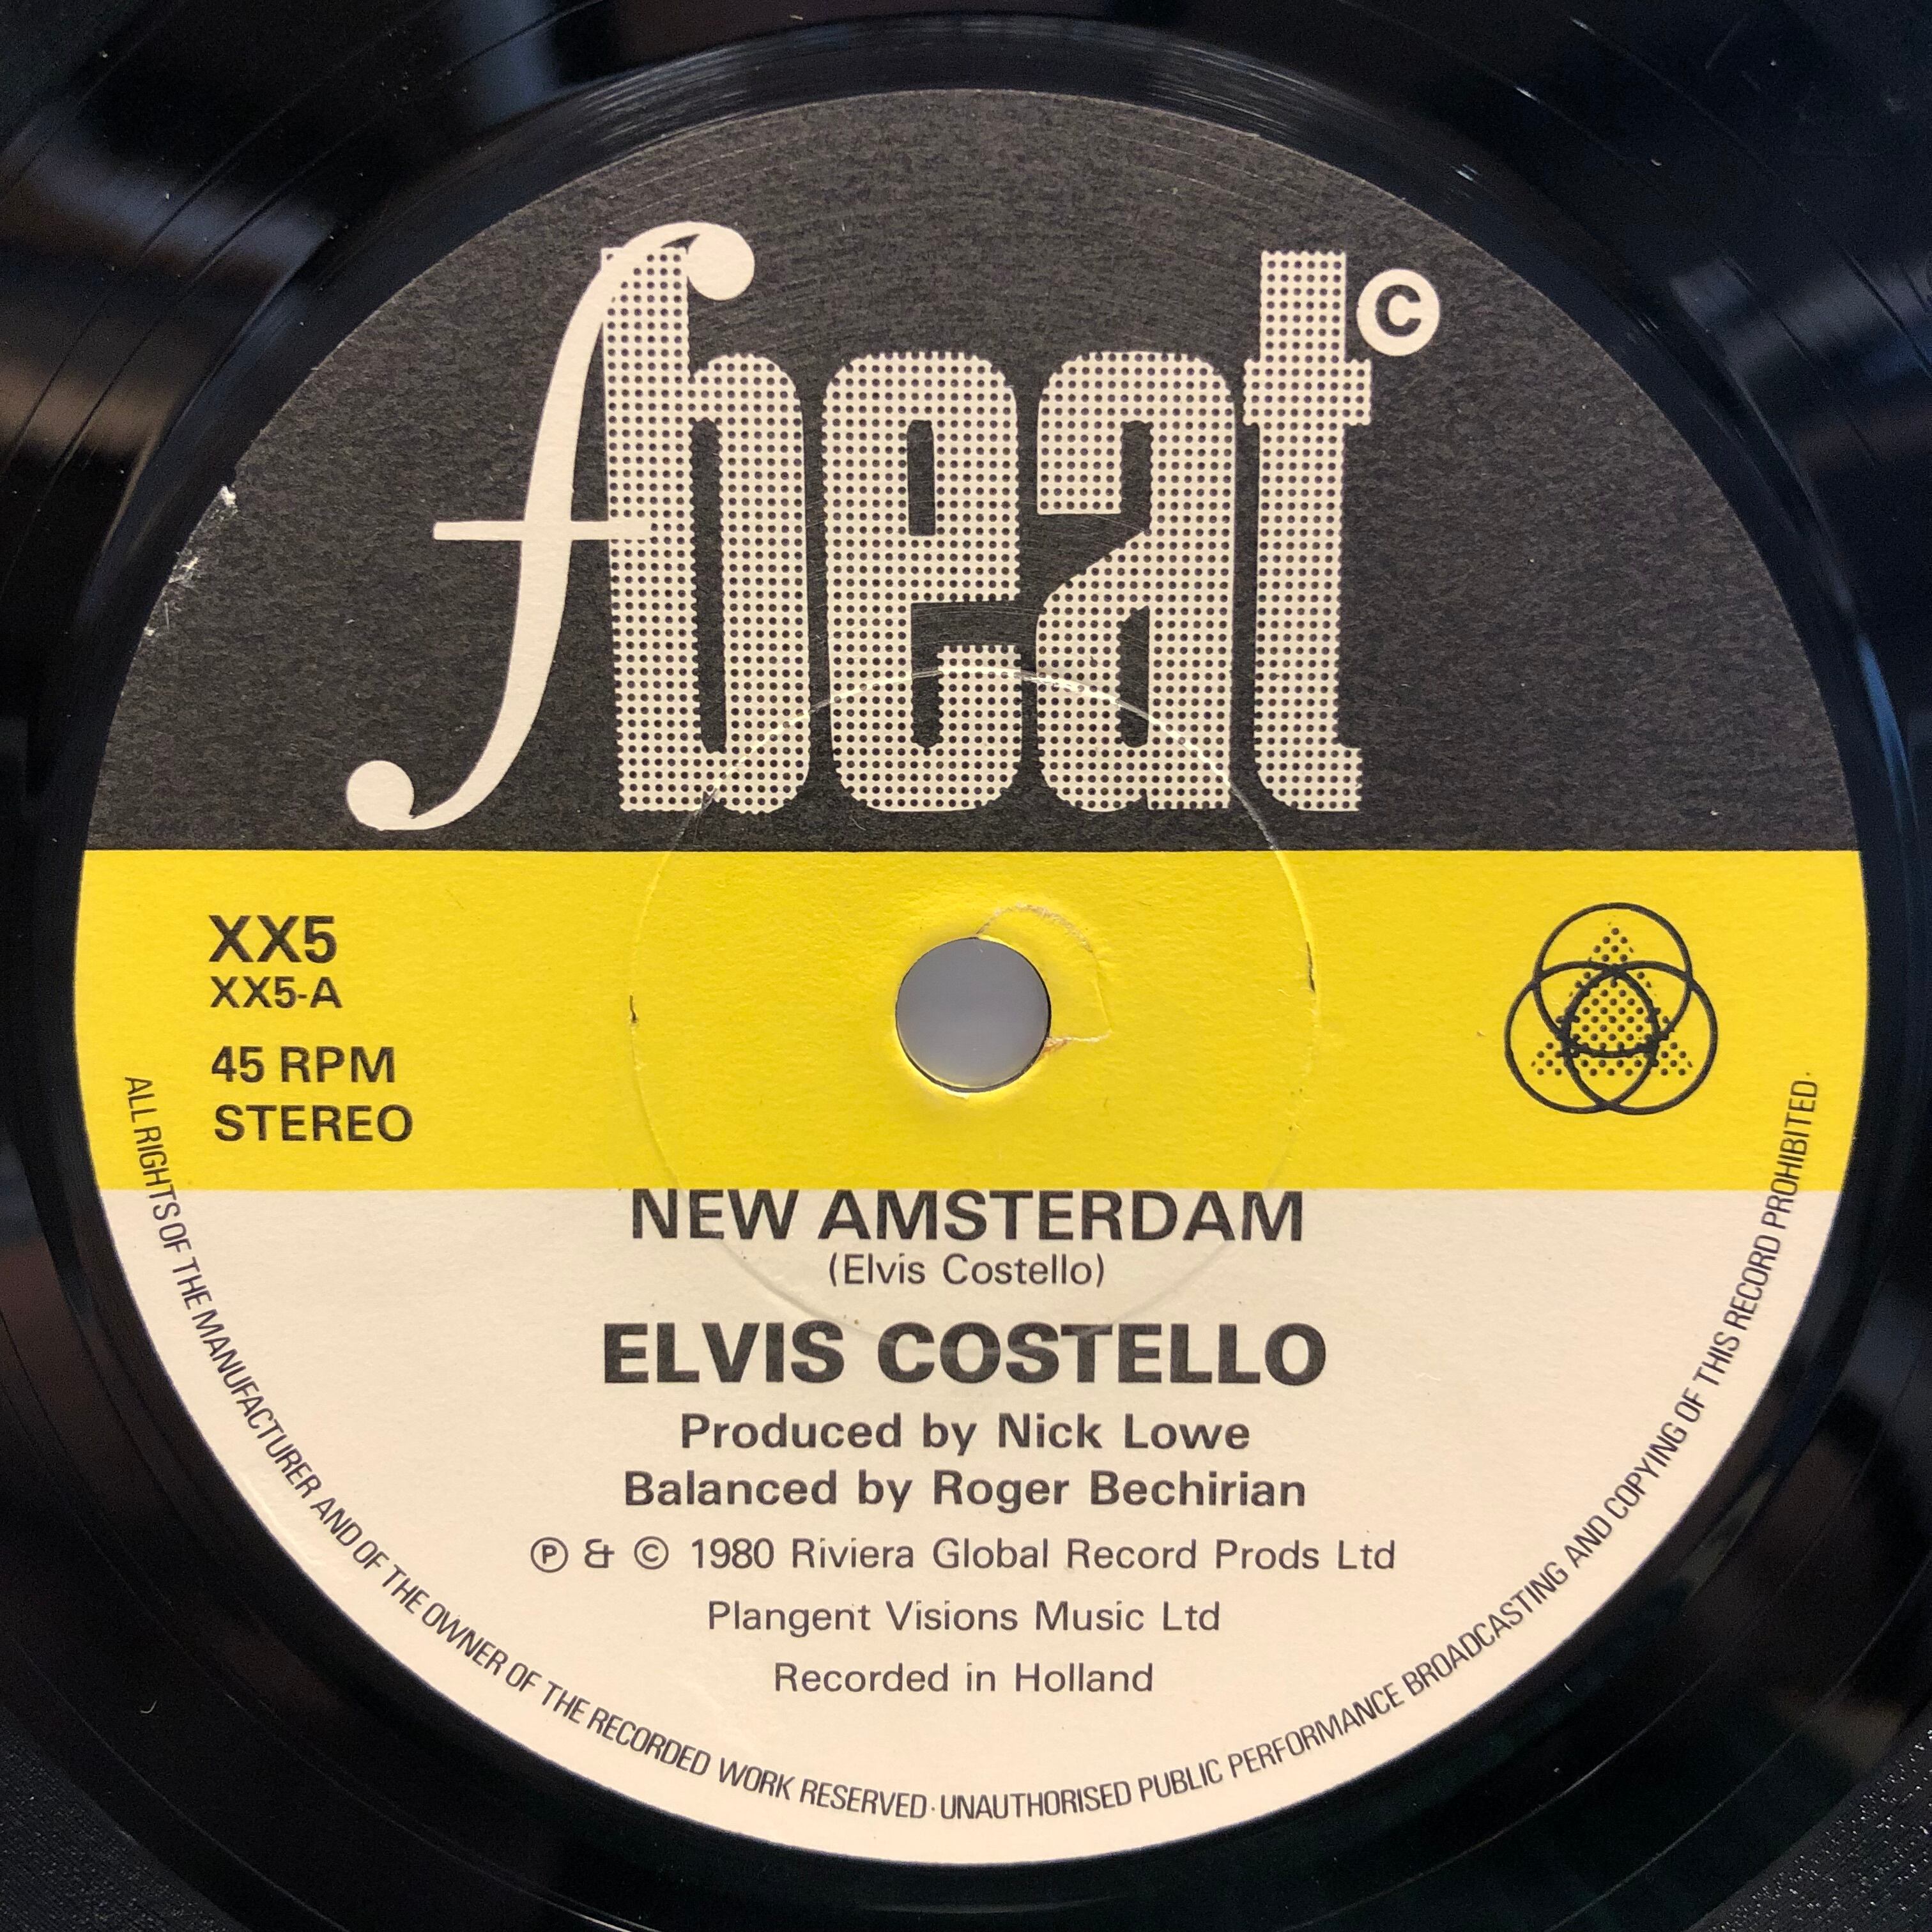 fbeat ©
XX5
XX5-A
45 RPM
STEREO
NEW AMSTERDAM
(Elvis Costello)
ELVIS COSTELLO
Produced by Nick Lowe
Balanced by Roger Bechirian
℗ & © 1980 Riviera Global Record Prods Ltd
Plangent Visions Music Ltd
Recorded in Holland
ALL RIGHTS OF THE MANUFACTURER AND OF THE OWNER OF THE RECORDED WORK RESERVED · UNAUTHORISED PUBLIC PERFORMANCE BROADCASTING AND COPYING OF THIS RECORD PROHIBITED ·